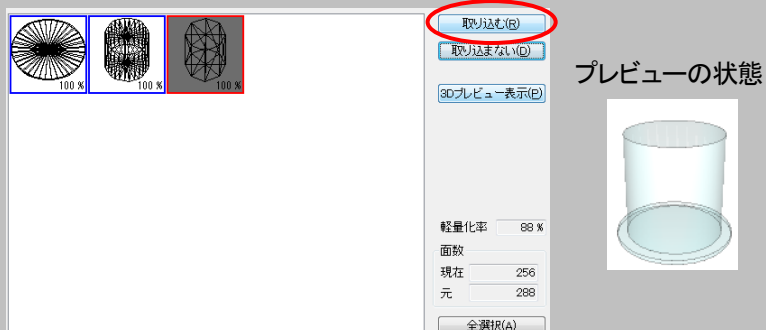 取り込む(R)
取り込まない(D)
プレビューの状態
100 %
100 %
100 %
3Dプレビュー表示(P)
軽量化率 88 %
面数
現在 256
元 288
全選択(A)